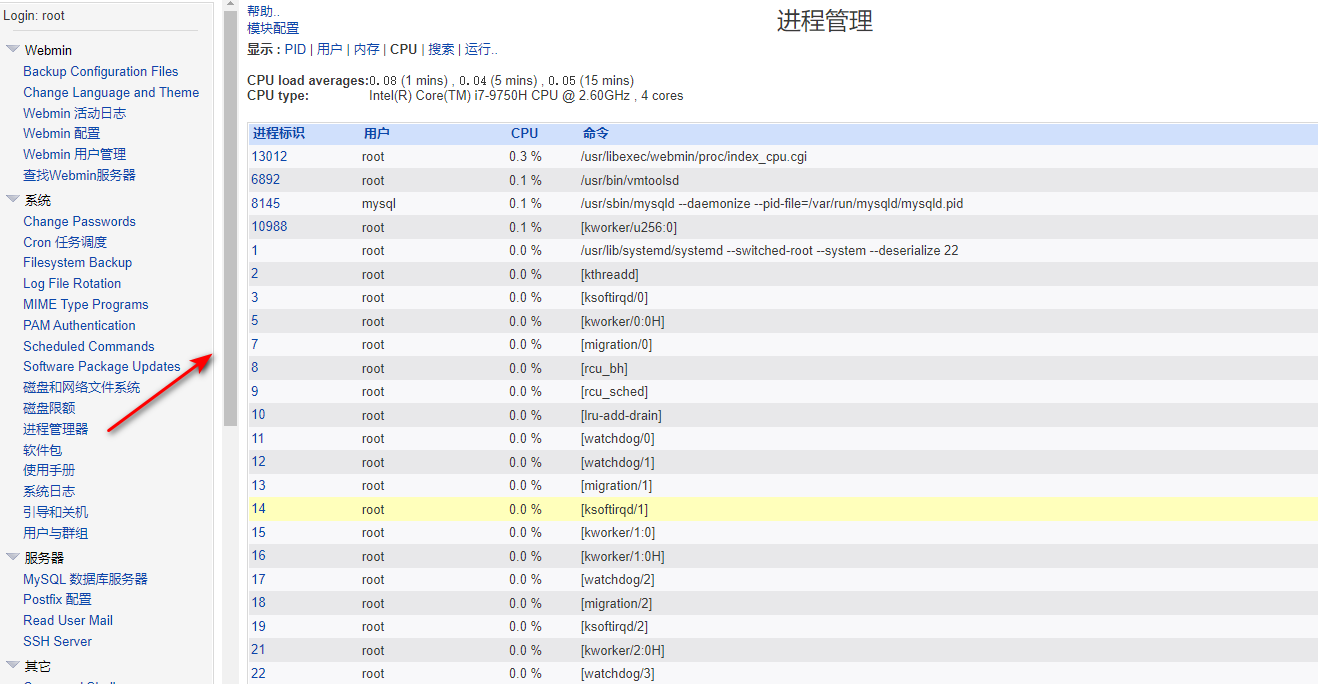 Login: root
Webmin
Backup Configuration Files
Change Language and Theme
Webmin 活动日志
Webmin 配置
Webmin 用户管理
查找Webmin服务器
系统
Change Passwords
Cron 任务调度
Filesystem Backup
Log File Rotation
MIME Type Programs
PAM Authentication
Scheduled Commands
Software Package Updates
磁盘和网络文件系统
磁盘限额
进程管理器
软件包
使用手册
系统日志
引导和关机
用户与群组
服务器
MySQL 数据库服务器
Postfix 配置
Read User Mail
SSH Server
其它
帮助..
模块配置
进程管理
显示 : PID | 用户 | 内存 | CPU | 搜索 | 运行..
CPU load averages:0.08 (1 mins) , 0.04 (5 mins) , 0.05 (15 mins)
CPU type: Intel(R) Core(TM) i7-9750H CPU @ 2.60GHz , 4 cores
进程标识 用户 CPU 命令
13012 root 0.3 % /usr/libexec/webmin/proc/index_cpu.cgi
6892 root 0.1 % /usr/bin/vmtoolsd
8145 mysql 0.1 % /usr/sbin/mysqld --daemonize --pid-file=/var/run/mysqld/mysqld.pid
10988 root 0.1 % [kworker/u256:0]
1 root 0.0 % /usr/lib/systemd/systemd --switched-root --system --deserialize 22
2 root 0.0 % [kthreadd]
3 root 0.0 % [ksoftirqd/0]
5 root 0.0 % [kworker/0:0H]
7 root 0.0 % [migration/0]
8 root 0.0 % [rcu_bh]
9 root 0.0 % [rcu_sched]
10 root 0.0 % [lru-add-drain]
11 root 0.0 % [watchdog/0]
12 root 0.0 % [watchdog/1]
13 root 0.0 % [migration/1]
14 root 0.0 % [ksoftirqd/1]
15 root 0.0 % [kworker/1:0]
16 root 0.0 % [kworker/1:0H]
17 root 0.0 % [watchdog/2]
18 root 0.0 % [migration/2]
19 root 0.0 % [ksoftirqd/2]
21 root 0.0 % [kworker/2:0H]
22 root 0.0 % [watchdog/3]